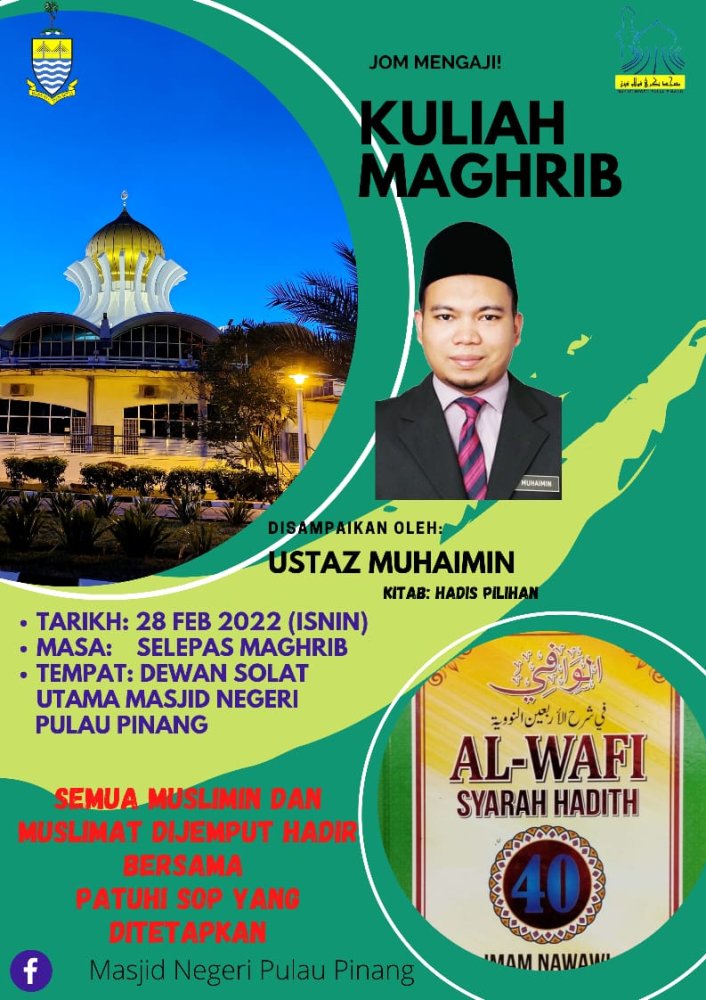 JOM MENGAJI!
KULIAH
MAGHRIB
MUHAIMIN
DISAMPAIKAN OLEH:
USTAZ MUHAIMIN
KITAB: HADIS PILIHAN
• TARIKH: 28 FEB 2022 (ISNIN)
• MASA: SELEPAS MAGHRIB
• TEMPAT: DEWAN SOLAT
UTAMA MASJID NEGERI
PULAU PINANG
الوافي
في شرح الأربعين النووية
AL-WAFI
SYARAH HADITH
40
IMAM NAWAWI
SEMUA MUSLIMIN DAN
MUSLIMAT DIJEMPUT HADIR
BERSAMA
PATUHI SOP YANG
DITETAPKAN
f
Masjid Negeri Pulau Pinang